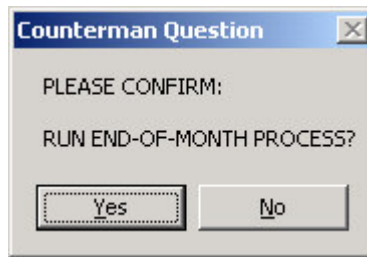 Counterman Question
PLEASE CONFIRM:
RUN END-OF-MONTH PROCESS?
Yes No